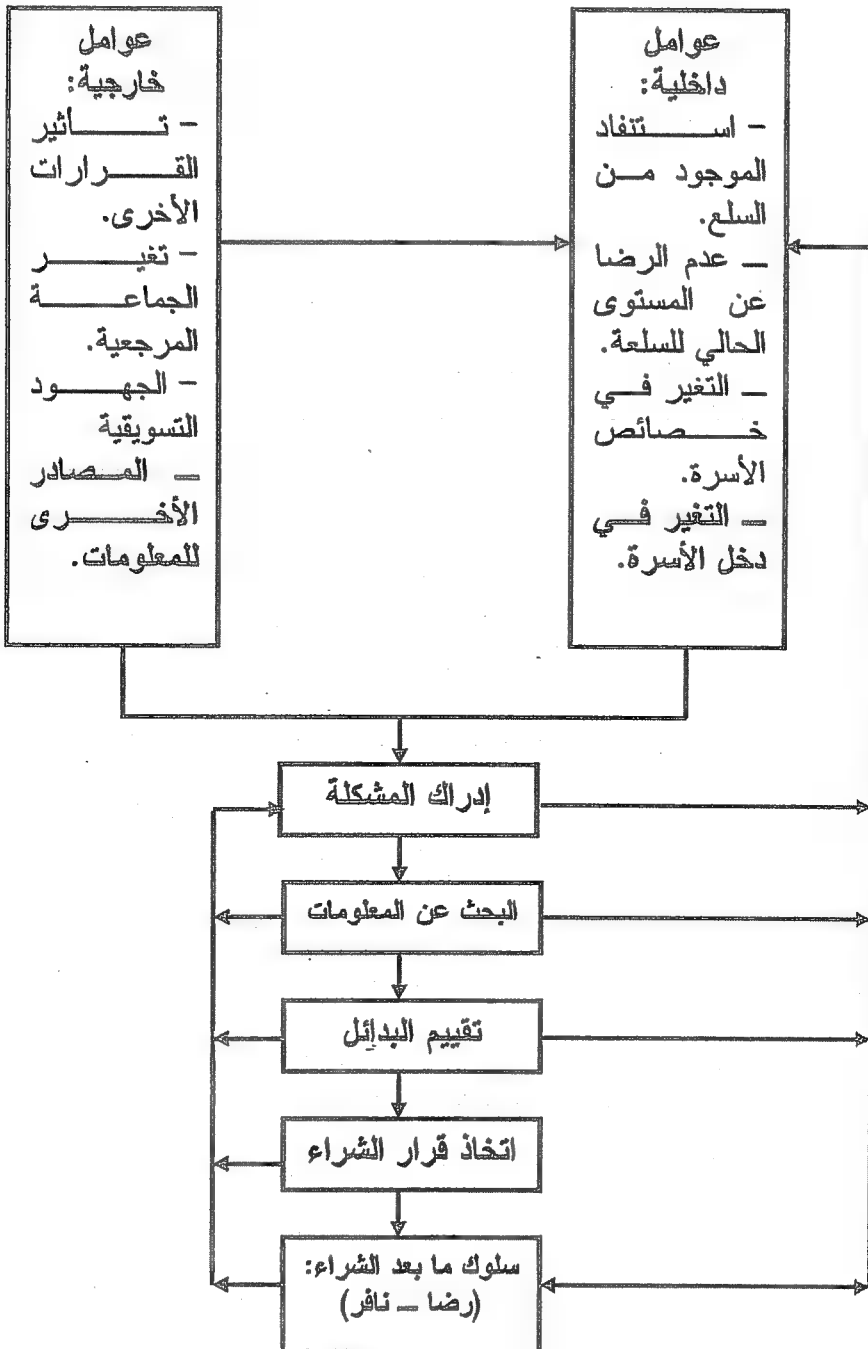 عوامل
داخلية:
- استنفاد
الموجود من
السلع.
ـ عدم الرضا
عن المستوى
الحالي للسلعة.
ـ التغير في
خصائص
الأسرة.
ـ التغير في
دخل الأسرة.
عوامل
خارجية:
- تأثير
القرارات
الأخرى.
- تغير
الجماعة
المرجعية.
- الجهود
التسويقية
ـ المصادر
الأخرى
للمعلومات.
إدراك المشكلة
البحث عن المعلومات
تقييم البدائل
اتخاذ قرار الشراء
سلوك ما بعد الشراء:
(رضا ـ نافر)